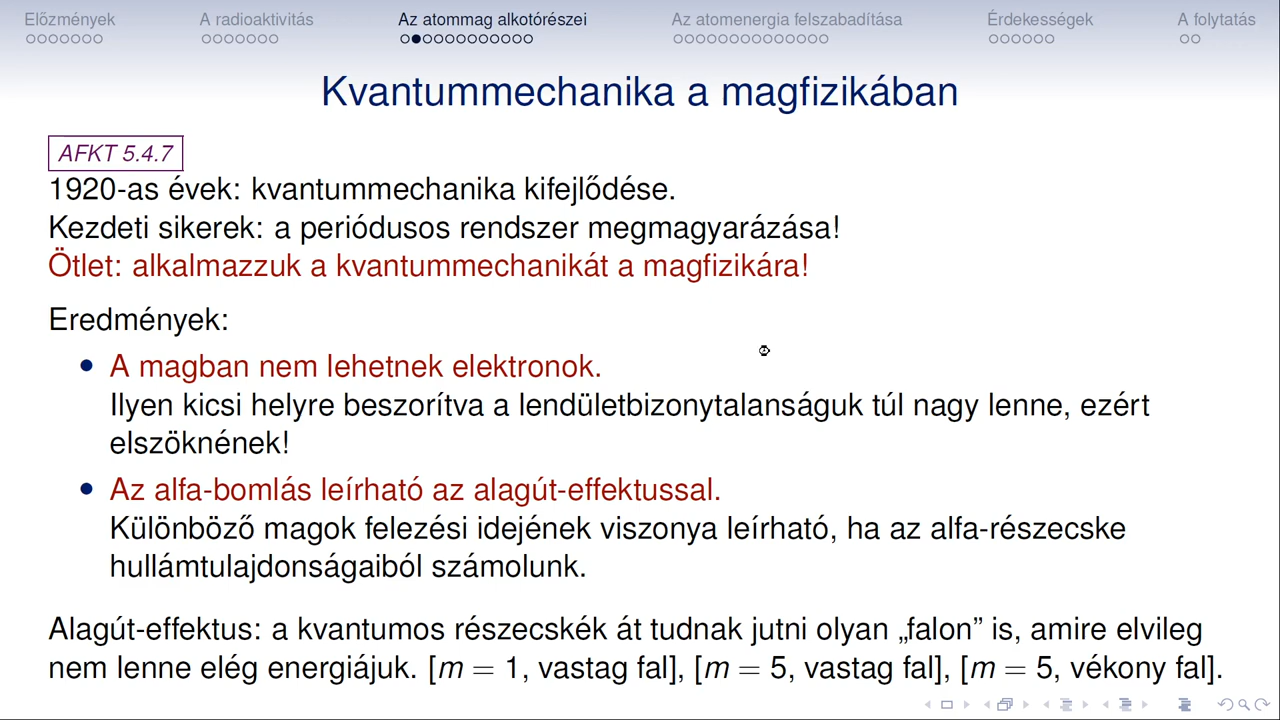 Előzmények
A radioaktivitás
Az atommag alkotórészei
Az atomenergia felszabadítása
Érdekességek
A folytatás
Kvantummechanika a magfizikában
AFKT 5.4.7
1920-as évek: kvantummechanika kifejlődése.
Kezdeti sikerek: a periódusos rendszer megmagyarázása!
Ötlet: alkalmazzuk a kvantummechanikát a magfizikára!
Eredmények:
• A magban nem lehetnek elektronok.
Ilyen kicsi helyre beszorítva a lendületbizonytalanságuk túl nagy lenne, ezért
elszöknének!
• Az alfa-bomlás leírható az alagút-effektussal.
Különböző magok felezési idejének viszonya leírható, ha az alfa-részecske
hullámtulajdonságaiból számolunk.
Alagút-effektus: a kvantumos részecskék át tudnak jutni olyan „falon” is, amire elvileg
nem lenne elég energiájuk. [m = 1, vastag fal], [m = 5, vastag fal], [m = 5, vékony fal].